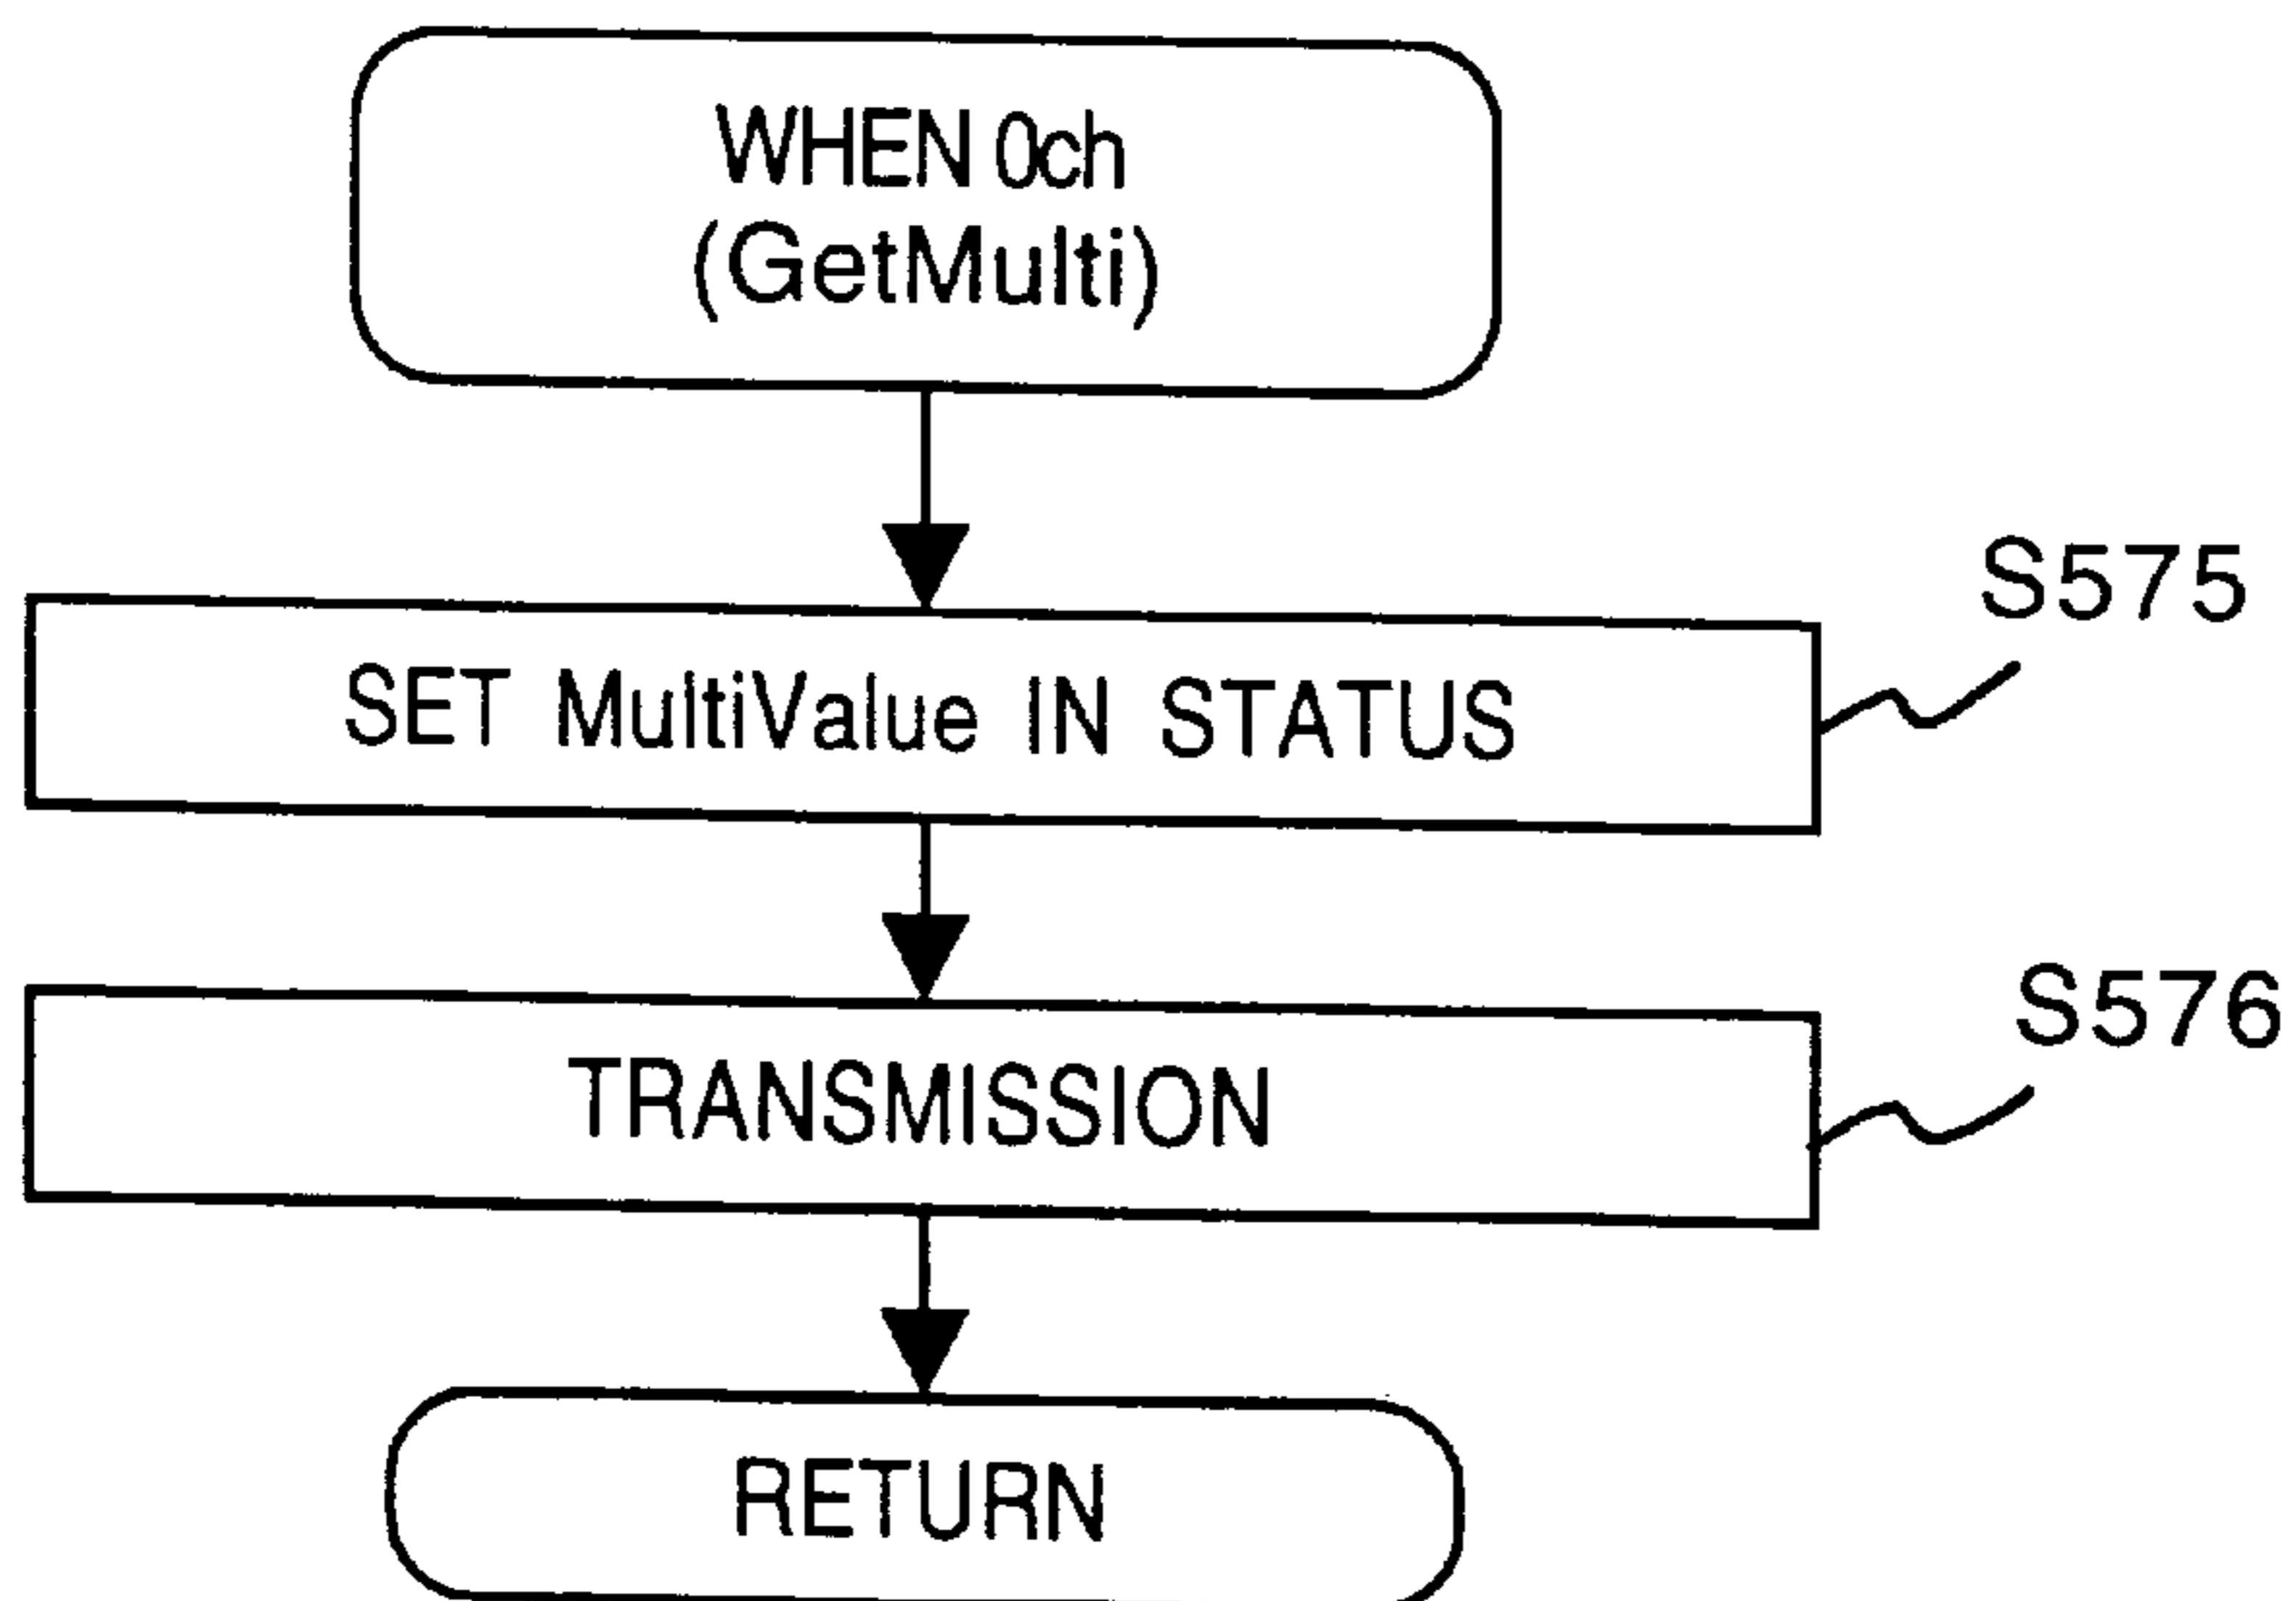 WHEN 0ch
(GetMulti)
S575
SET MultiValue IN STATUS
S576
TRANSMISSION
RETURN